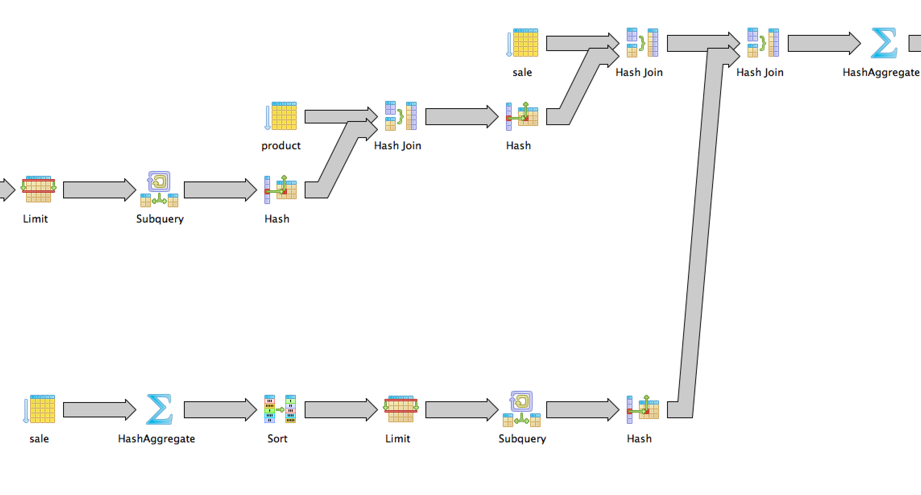 sale
Hash Join
Hash Join
HashAggregate
product
Hash Join
Hash
Limit
Subquery
Hash
sale
HashAggregate
Sort
Limit
Subquery
Hash